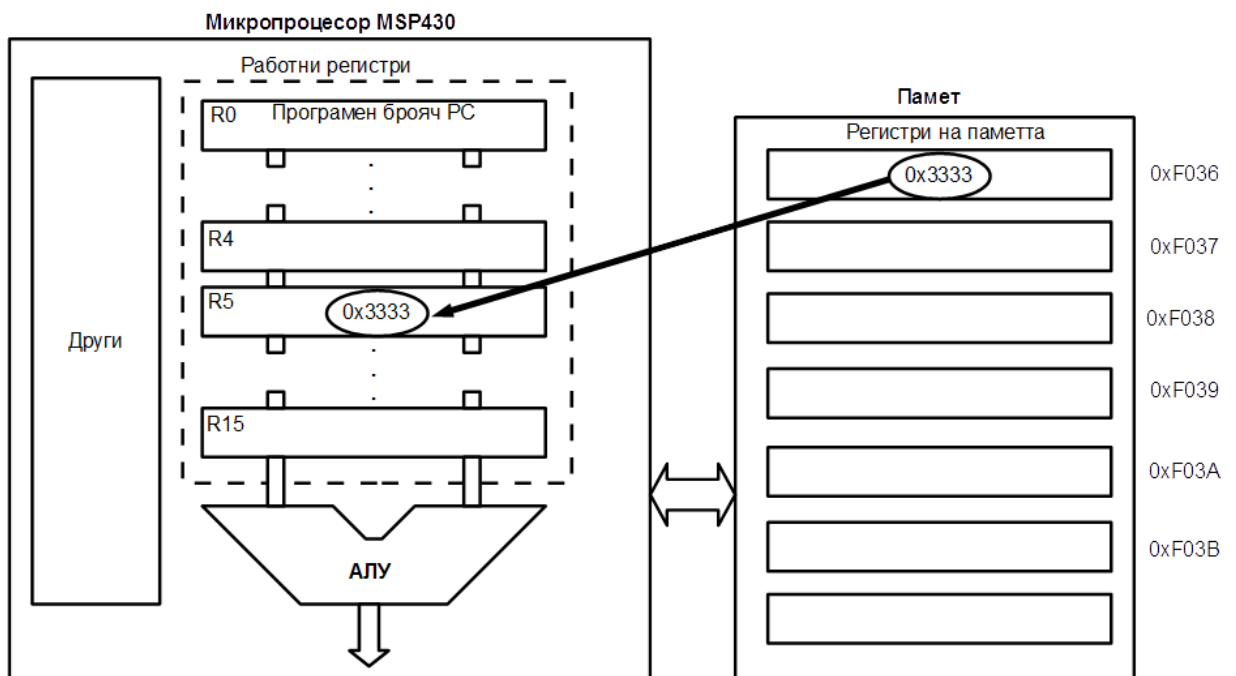 Микропроцесор MSP430
Работни регистри
R0
Програмен брояч PC
R4
R5
0x3333
R15
Други
АЛУ
Памет
Регистри на паметта
0x3333
0xF036
0xF037
0xF038
0xF039
0xF03A
0xF03B